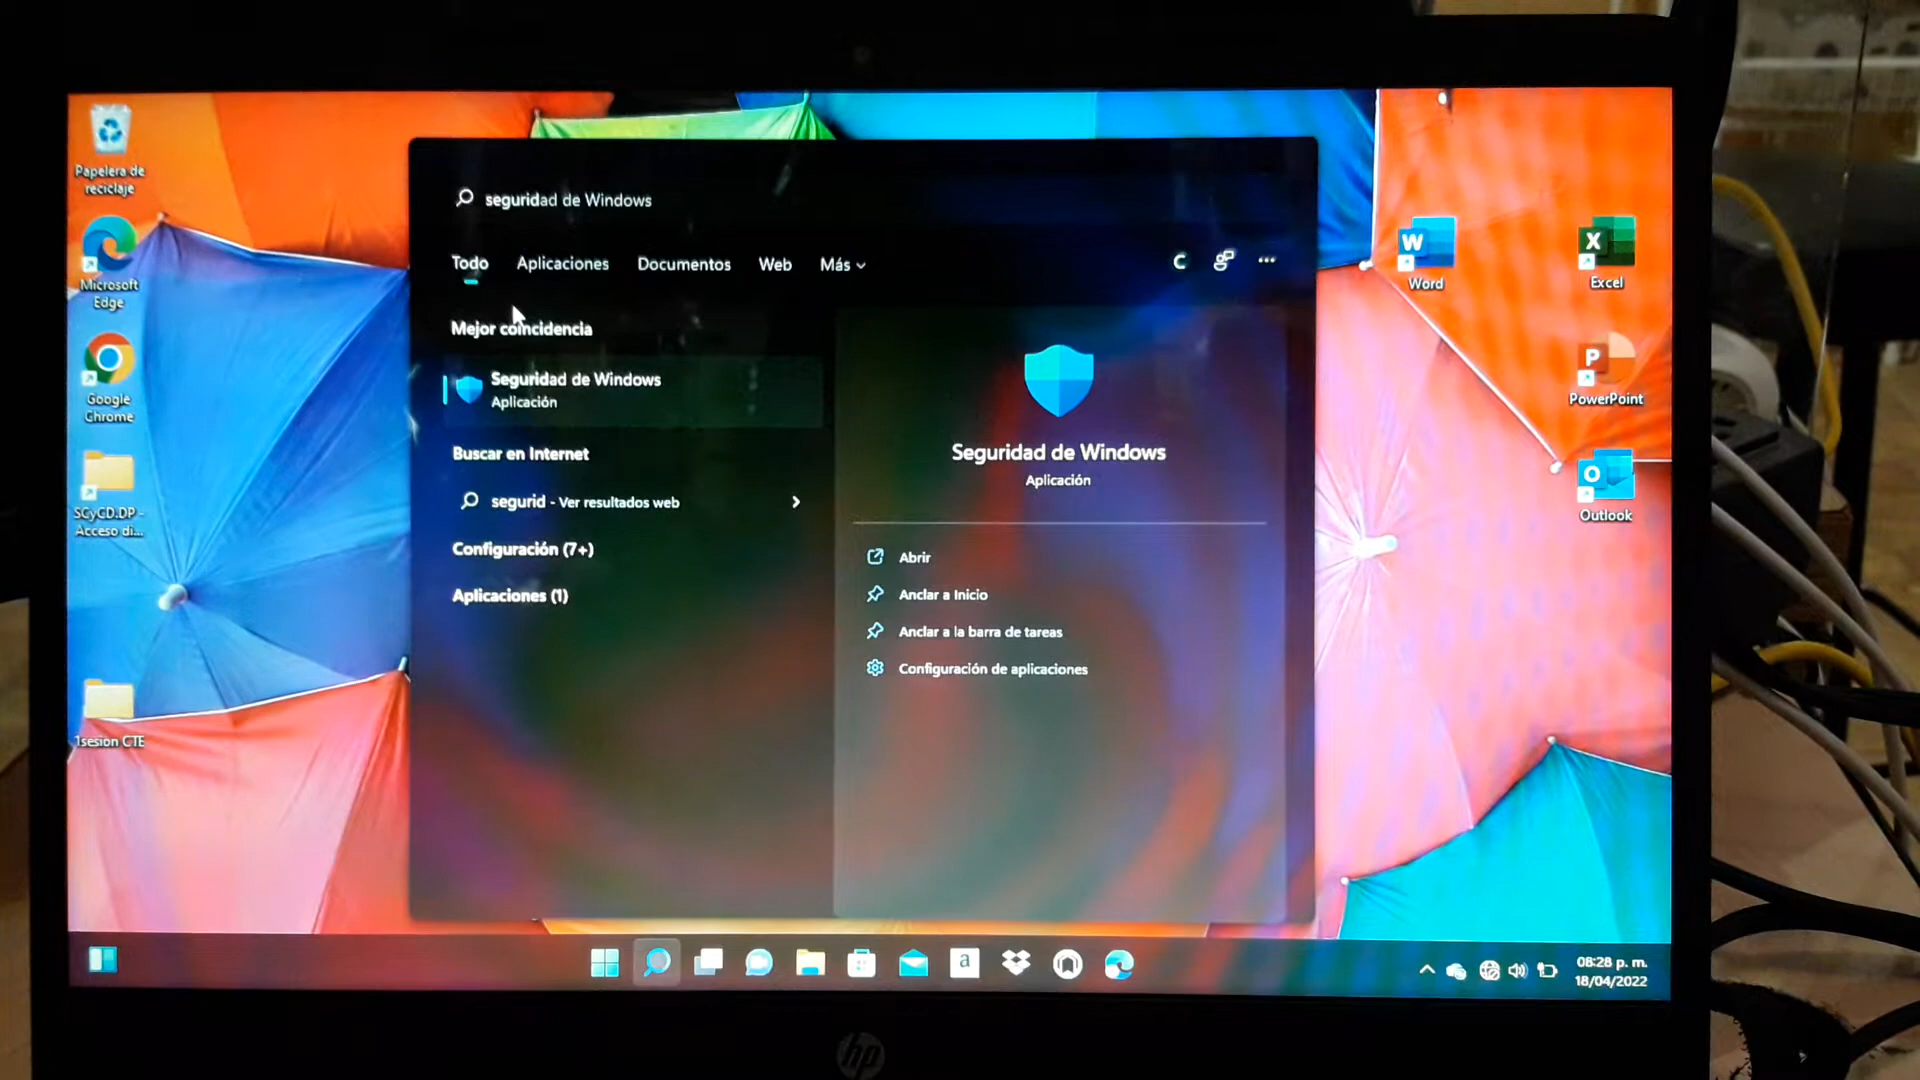 Papelera de
reciclaje
Microsoft
Edge
Google
Chrome
SCyCD.DP -
Acceso di...
1sesion CTE
seguridad de Windows
Todo Aplicaciones Documentos Web Más
C
Mejor coincidencia
Seguridad de Windows
Aplicación
Buscar en Internet
segurid - Ver resultados web
Configuración (7+)
Aplicaciones (1)
Seguridad de Windows
Aplicación
Abrir
Anclar a Inicio
Anclar a la barra de tareas
Configuración de aplicaciones
W
Word
X
Excel
P
PowerPoint
O
Outlook
a
08:28 p. m.
18/04/2022
hp